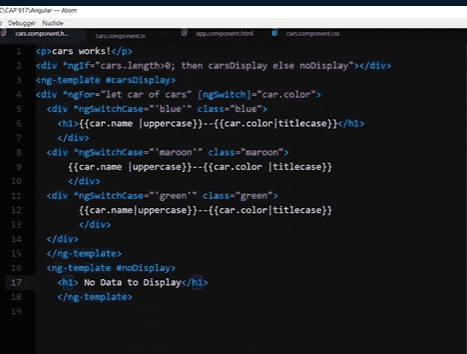 C\CAP 917\Angular — Atom
Debugger Nuclide
cars.component.h... cars.component.ts app.component.html cars.component.css
1 <p>cars works!</p>
2 <div *ngIf="cars.length>0; then carsDisplay else noDisplay"></div>
3 <ng-template #carsDisplay>
4 <div *ngFor="let car of cars" [ngSwitch]="car.color">
5 <div *ngSwitchCase="'blue'" class="blue">
6 <h1>{{car.name |uppercase}}--{{car.color|titlecase}}</h1>
7 </div>
8 <div *ngSwitchCase="'maroon'" class="maroon">
9 {{car.name |uppercase}}--{{car.color |titlecase}}
10 </div>
11 <div *ngSwitchCase="'green'" class="green">
12 {{car.name|uppercase}}--{{car.color|titlecase}}
13 </div>
14 </div>
15 </ng-template>
16 <ng-template #noDisplay>
17 <h1> No Data to Display</h1>
18 </ng-template>
19